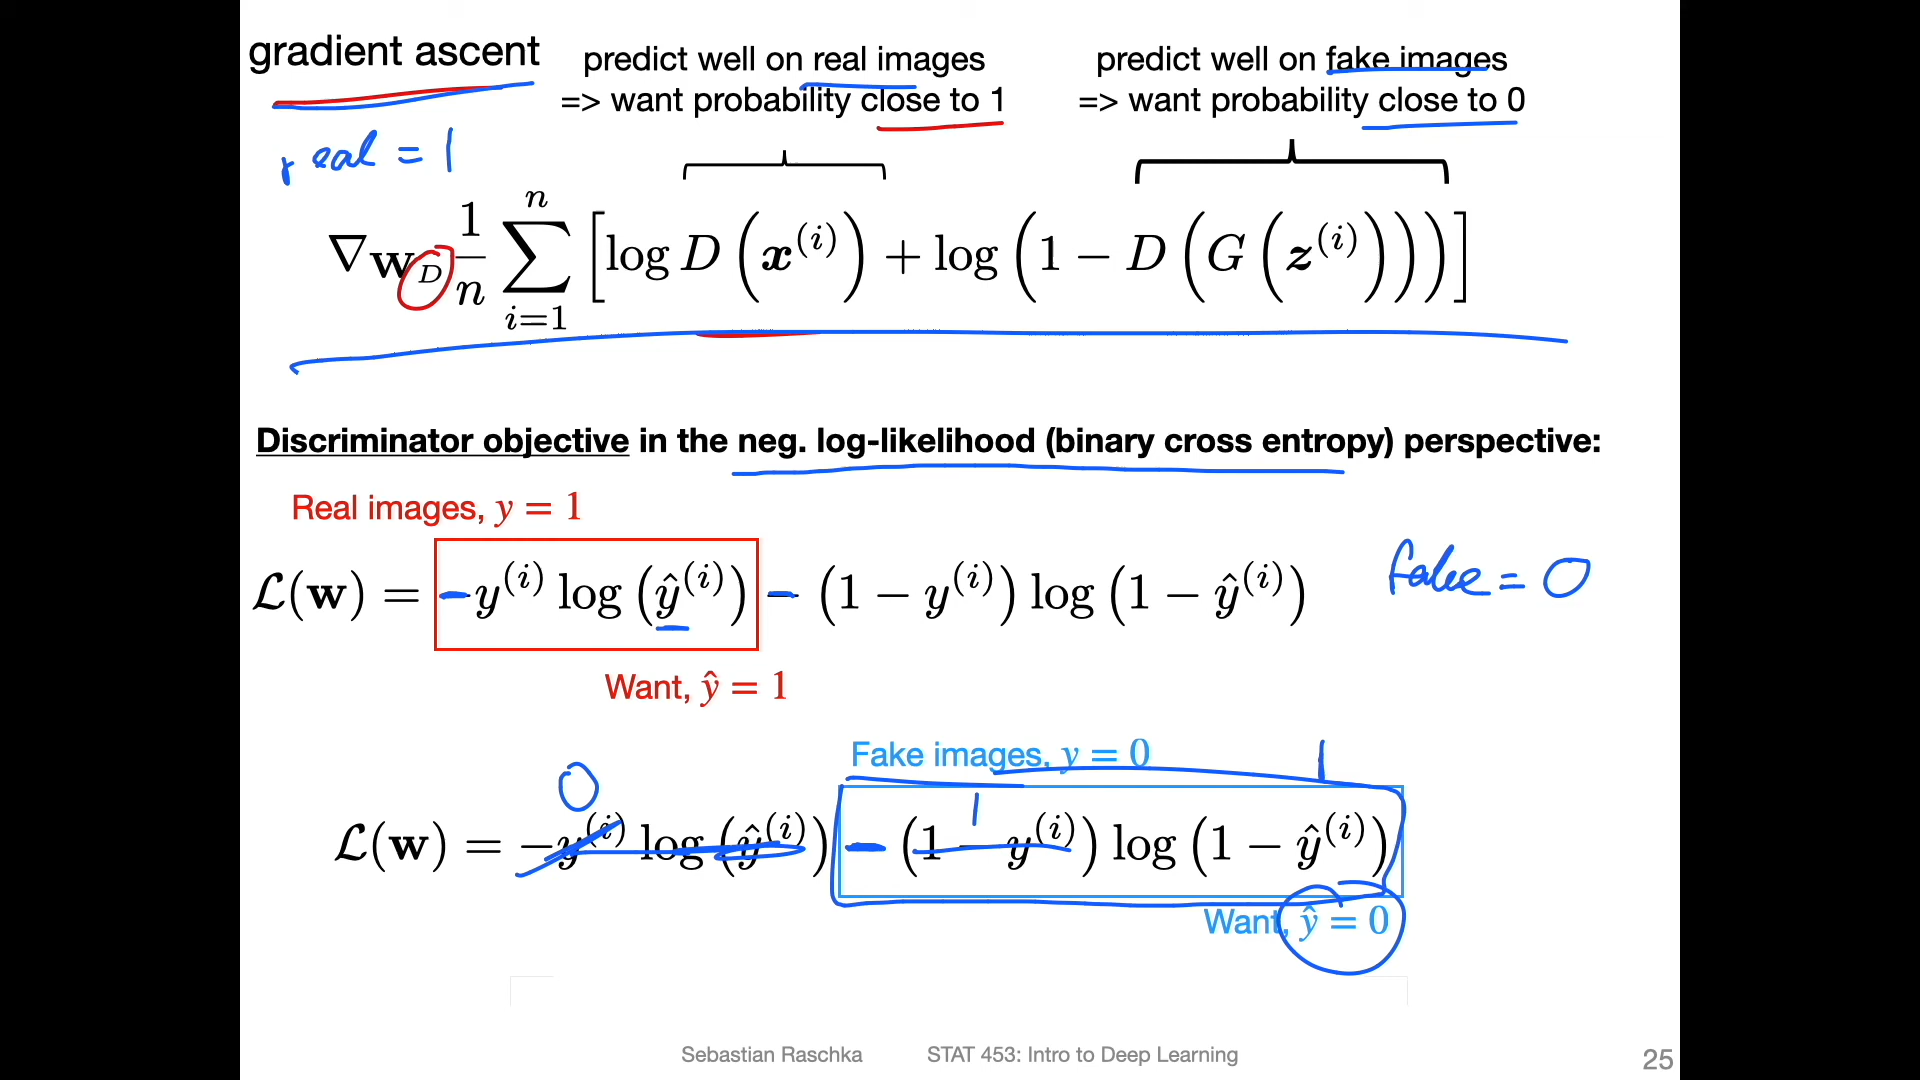 gradient ascent
predict well on real images
=> want probability close to 1
predict well on fake images
=> want probability close to 0
real = 1
∇_{W_D} \frac{1}{n} \sum_{i=1}^{n} [log D (x^{(i)}) + log (1 − D (G (z^{(i)})))]
Discriminator objective in the neg. log-likelihood (binary cross entropy) perspective:
Real images, y = 1
ℒ(w) = −y^{(i)} log (ŷ^{(i)}) − (1 − y^{(i)}) log (1 − ŷ^{(i)})
fake = 0
Want, ŷ = 1
Fake images, y = 0
0
1
1
ℒ(w) = −y^{(i)} log (ŷ^{(i)}) − (1 − y^{(i)}) log (1 − ŷ^{(i)})
Want, ŷ = 0
Sebastian Raschka
STAT 453: Intro to Deep Learning
25